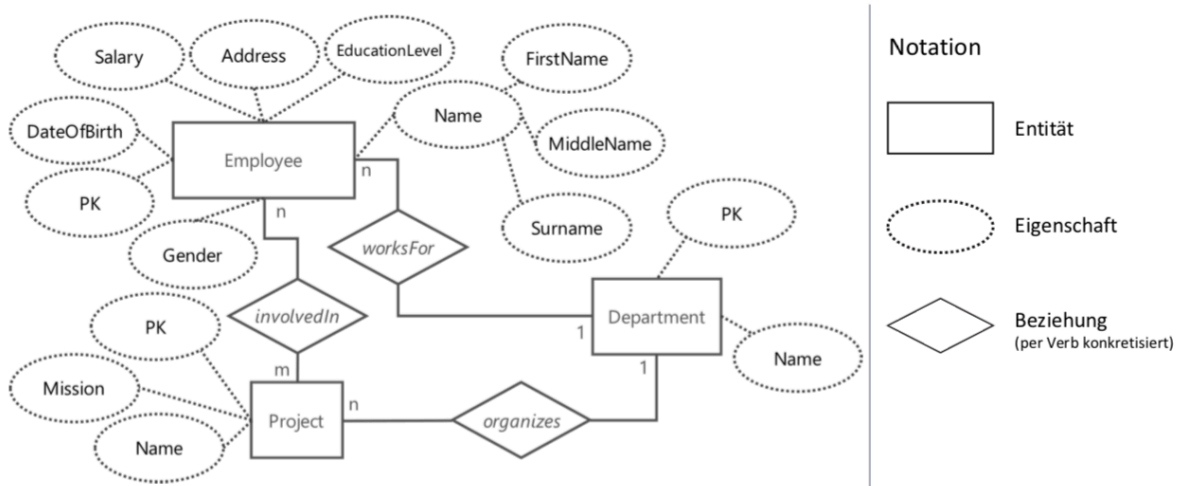 Salary
Address
EducationLevel
FirstName
Notation
DateOfBirth
Name
Employee
MiddleName
Entität
n
PK
n
PK
Surname
Eigenschaft
Gender
worksFor
involvedIn
Department
PK
1
Beziehung
(per Verb konkretisiert)
Name
m
1
Mission
n
Project
organizes
Name